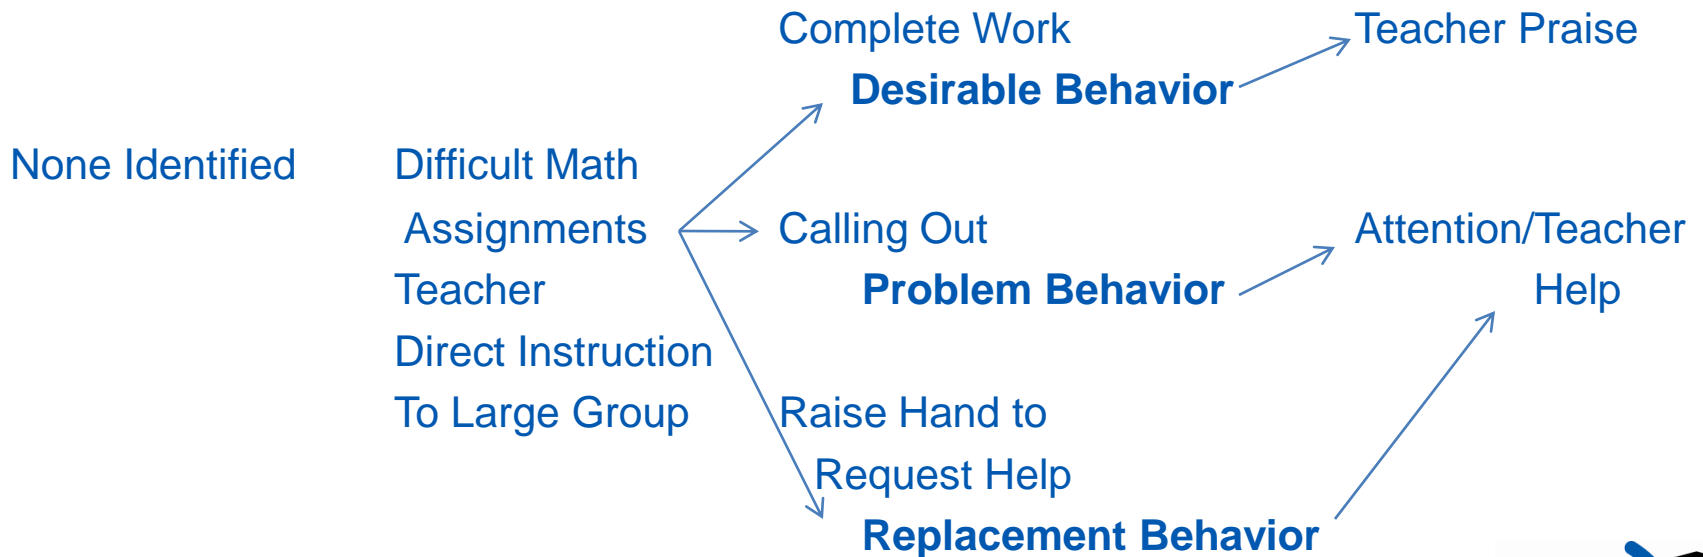 Complete Work
Teacher Praise
Desirable Behavior
None Identified
Difficult Math
Assignments
Calling Out
Attention/Teacher
Teacher
Problem Behavior
Help
Direct Instruction
To Large Group
Raise Hand to
Request Help
Replacement Behavior